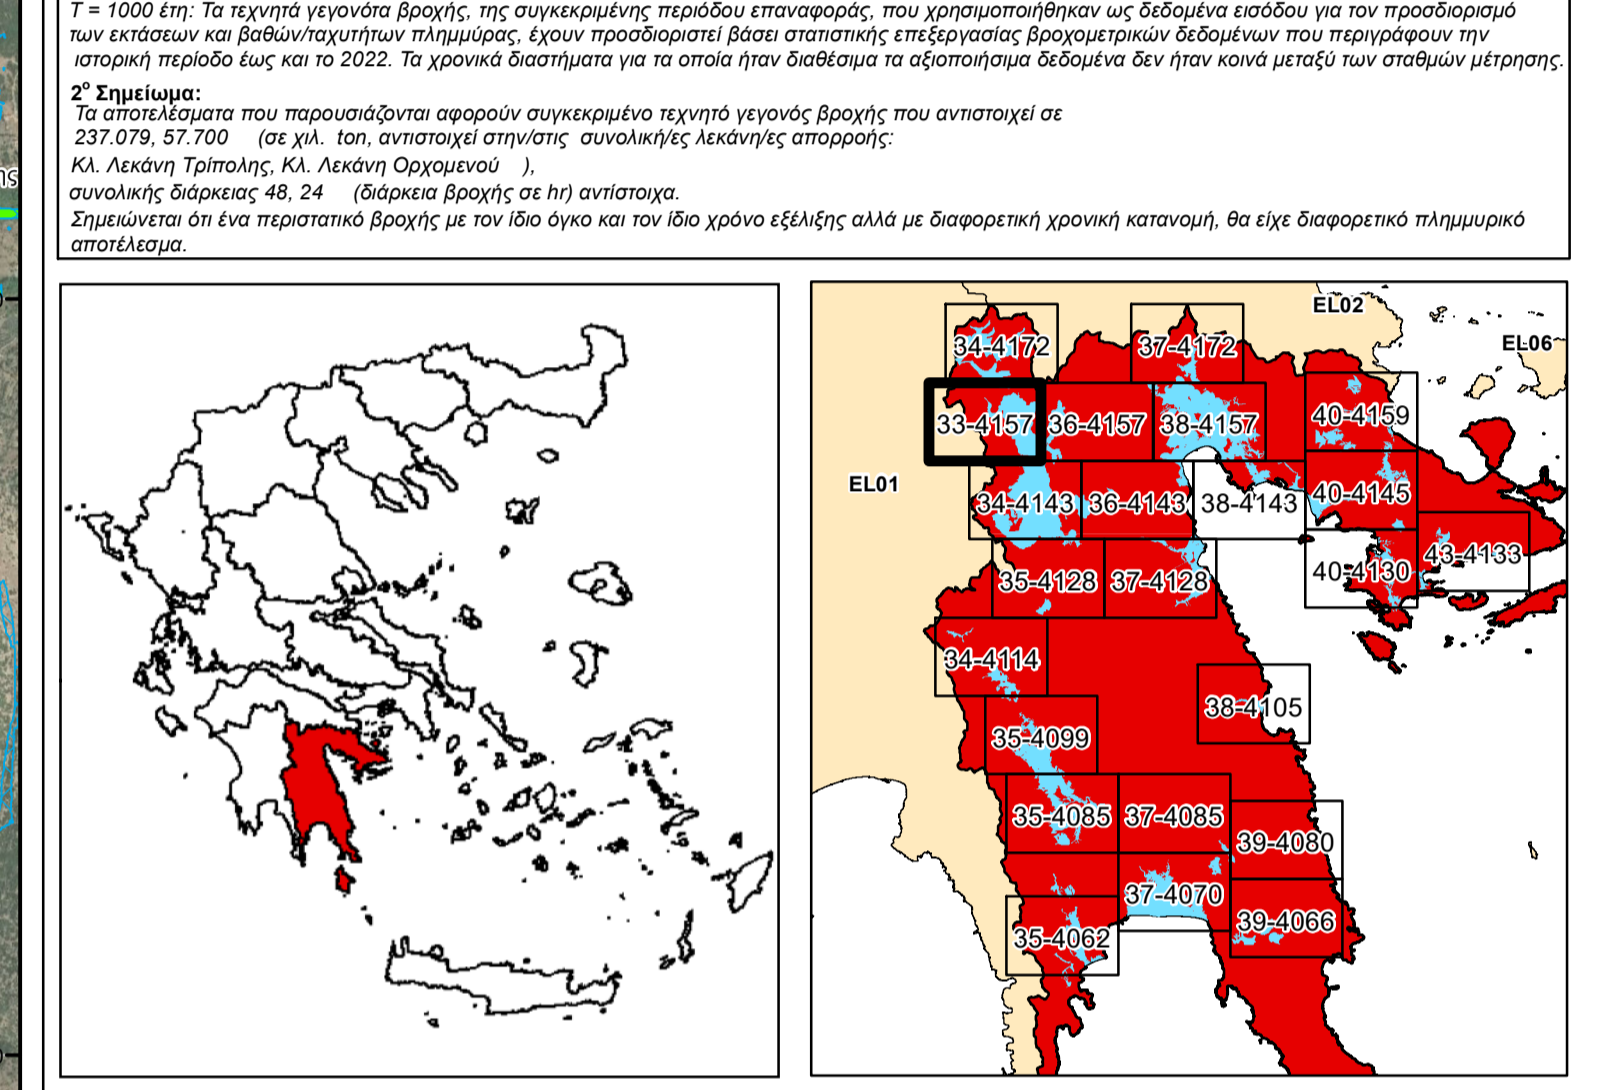 T = 1000 έτη: Τα τεχνητά γεγονότα βροχής, της συγκεκριμένης περιόδου επαναφοράς, που χρησιμοποιήθηκαν ως δεδομένα εισόδου για τον προσδιορισμό
των εκτάσεων και βαθών/ταχυτήτων πλημμύρας, έχουν προσδιοριστεί βάσει στατιστικής επεξεργασίας βροχομετρικών δεδομένων που περιγράφουν την
ιστορική περίοδο έως και το 2022. Τα χρονικά διαστήματα για τα οποία ήταν διαθέσιμα τα αξιοποιήσιμα δεδομένα δεν ήταν κοινά μεταξύ των σταθμών μέτρησης.
2ο Σημείωμα:
Τα αποτελέσματα που παρουσιάζονται αφορούν συγκεκριμένο τεχνητό γεγονός βροχής που αντιστοιχεί σε
237.079, 57.700 (σε χιλ. ton, αντιστοιχεί στην/στις συνολική/ες λεκάνη/ες απορροής:
Κλ. Λεκάνη Τρίπολης, Κλ. Λεκάνη Ορχομενού ),
συνολικής διάρκειας 48, 24 (διάρκεια βροχής σε hr) αντίστοιχα.
Σημειώνεται ότι ένα περιστατικό βροχής με τον ίδιο όγκο και τον ίδιο χρόνο εξέλιξης αλλά με διαφορετική χρονική κατανομή, θα είχε διαφορετικό πλημμυρικό
αποτέλεσμα.
ης
EL02
EL06
34-4172
37-4172
33-4157
36-4157
38-4157
40-4159
EL01
34-4143
36-4143
38-4143
40-4145
35-4128
37-4128
40-4130
43-4133
34-4114
38-4105
35-4099
35-4085
37-4085
39-4080
37-4070
39-4066
35-4062